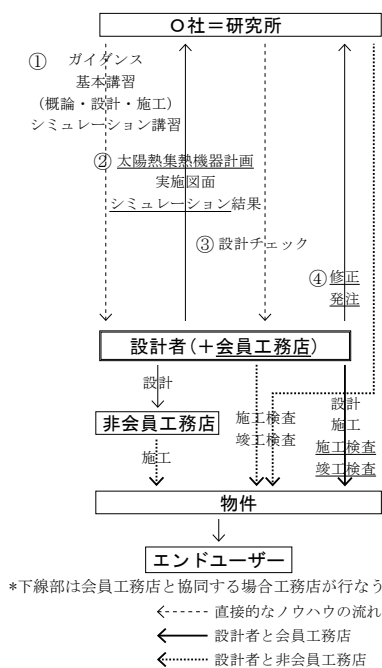 O社＝研究所
① ガイダンス
基本講習
(概論・設計・施工)
シミュレーション講習
② 太陽熱集熱機器計画
実施図面
シミュレーション結果
③ 設計チェック
④ 修正
発注
設計者(＋会員工務店)
設計
非会員工務店
施工
施工検査
竣工検査
設計
施工
施工検査
竣工検査
物件
エンドユーザー
*下線部は会員工務店と協同する場合工務店が行なう
直接的なノウハウの流れ
設計者と会員工務店
設計者と非会員工務店